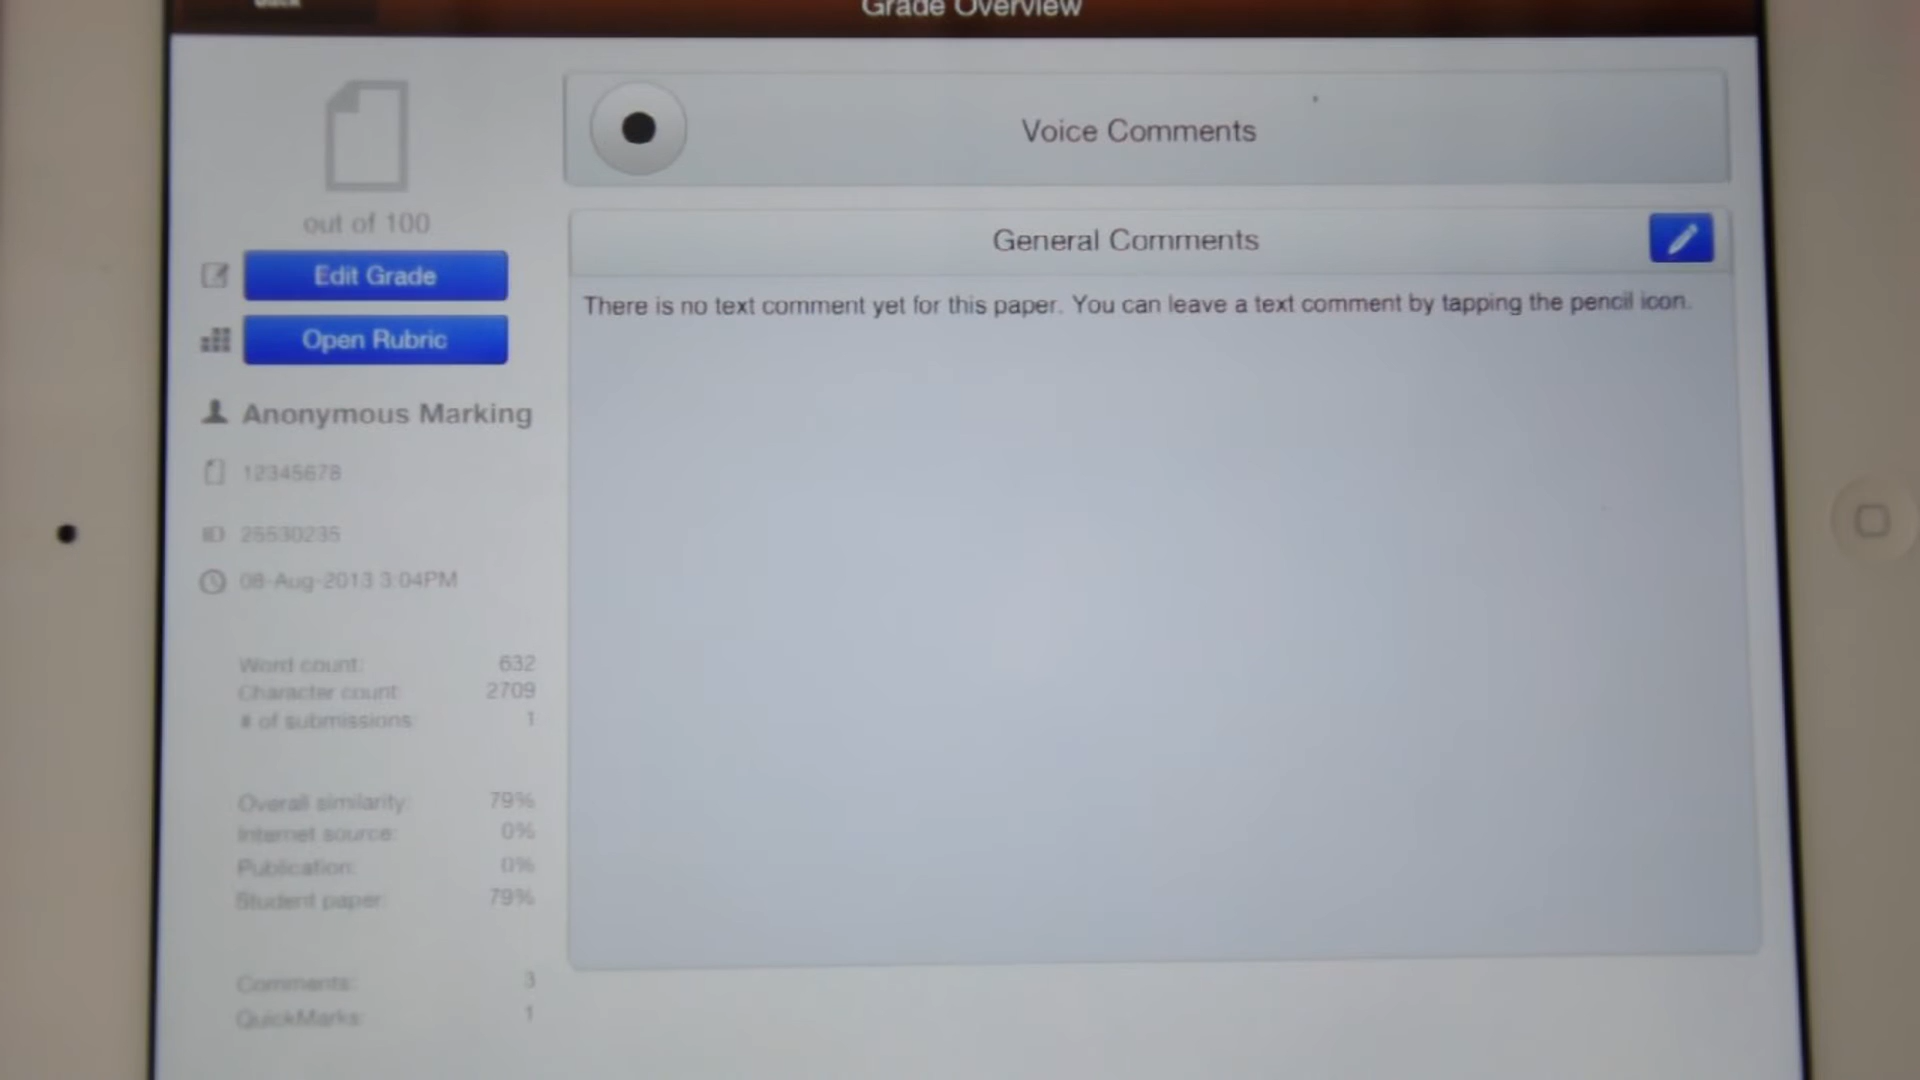 Back
Grade Overview
out of 100
Edit Grade
Open Rubric
Anonymous Marking
12345678
ID 25530235
08-Aug-2013 3:04PM
Word count: 632
Character count: 2709
# of submissions: 1
Overall similarity: 79%
Internet source: 0%
Publication: 0%
Student paper: 79%
Comments: 3
QuickMarks: 1
Voice Comments
General Comments
There is no text comment yet for this paper. You can leave a text comment by tapping the pencil icon.